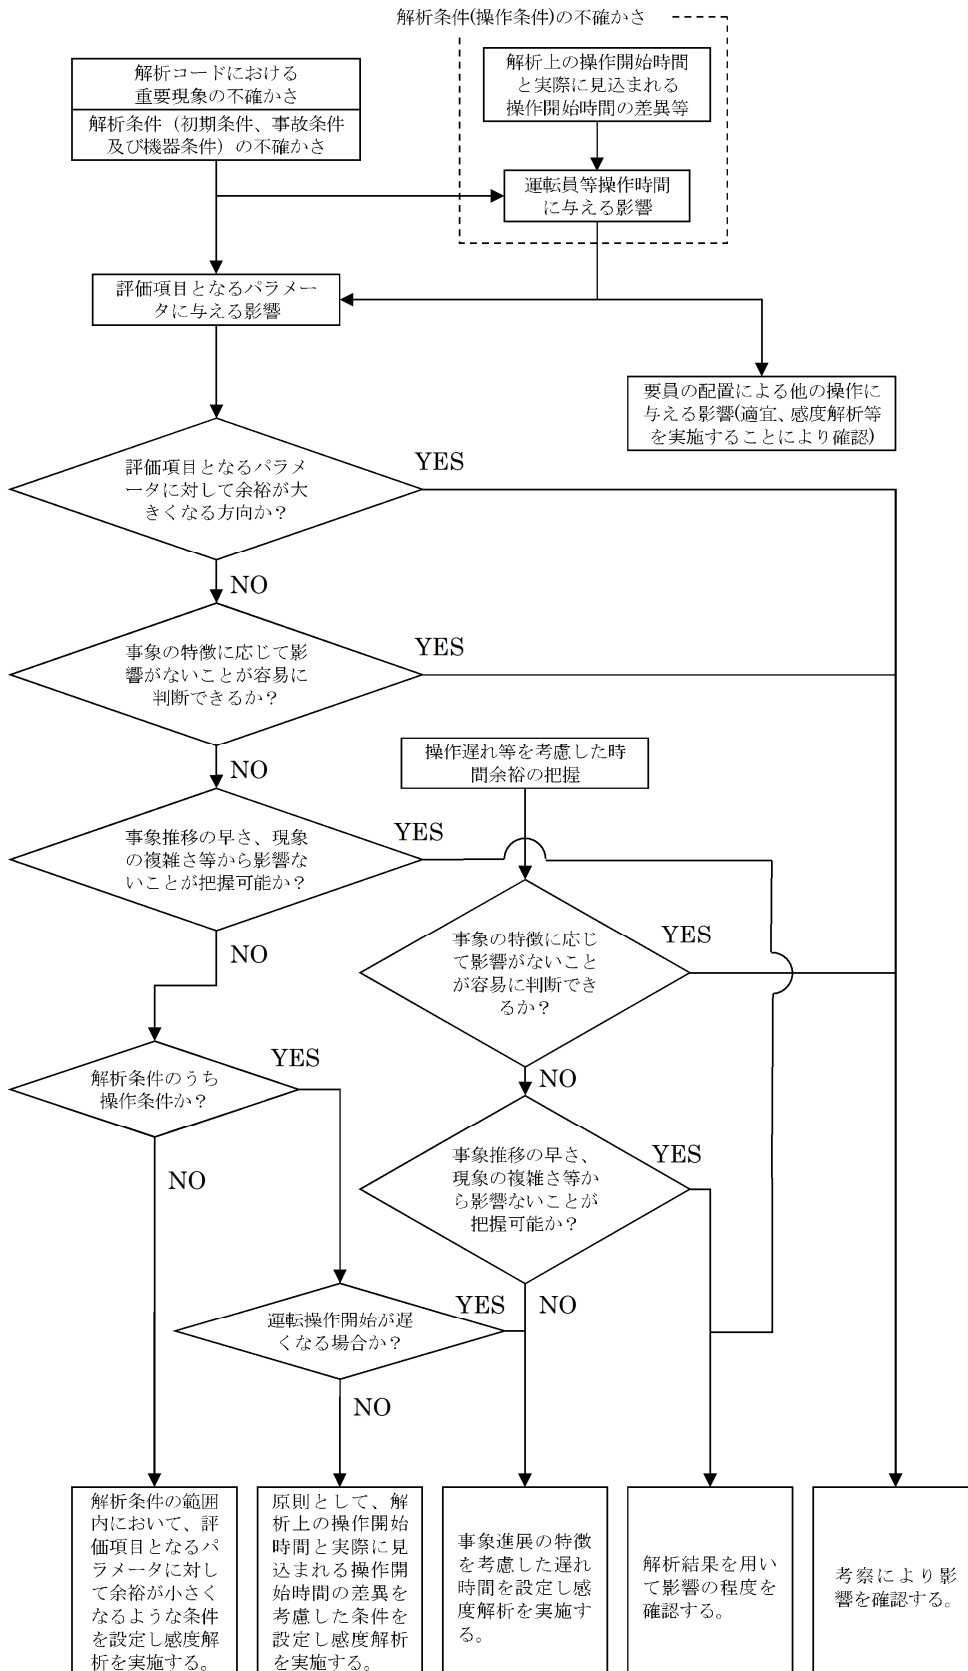 解析条件(操作条件)の不確かさ
解析コードにおける
重要現象の不確かさ
解析条件（初期条件、事故条件
及び機器条件）の不確かさ
解析上の操作開始時間
と実際に見込まれる
操作開始時間の差異等
運転員等操作時間
に与える影響
評価項目となるパラメー
タに与える影響
要員の配置による他の操作に
与える影響(適宜、感度解析等
を実施することにより確認)
評価項目となるパラメ
ータに対して余裕が大
きくなる方向か？
YES
NO
事象の特徴に応じて影
響がないことが容易に
判断できるか？
YES
NO
操作遅れ等を考慮した時
間余裕の把握
事象推移の早さ、現象
の複雑さ等から影響な
いことが把握可能か？
YES
NO
事象の特徴に応じ
て影響がないこと
が容易に判断でき
るか？
YES
NO
解析条件のうち
操作条件か？
YES
NO
事象推移の早さ、
現象の複雑さ等か
ら影響ないことが
把握可能か？
YES
NO
運転操作開始が遅
くなる場合か？
YES
NO
解析条件の範囲
内において、評
価項目となるパ
ラメータに対し
て余裕が小さく
なるような条件
を設定し感度解
析を実施する。
原則として、解
析上の操作開始
時間と実際に見
込まれる操作開
始時間の差異を
考慮した条件を
設定し感度解析
を実施する。
事象進展の特徴
を考慮した遅れ
時間を設定し感
度解析を実施す
る。
解析結果を用い
て影響の程度を
確認する。
考察により影
響を確認する。